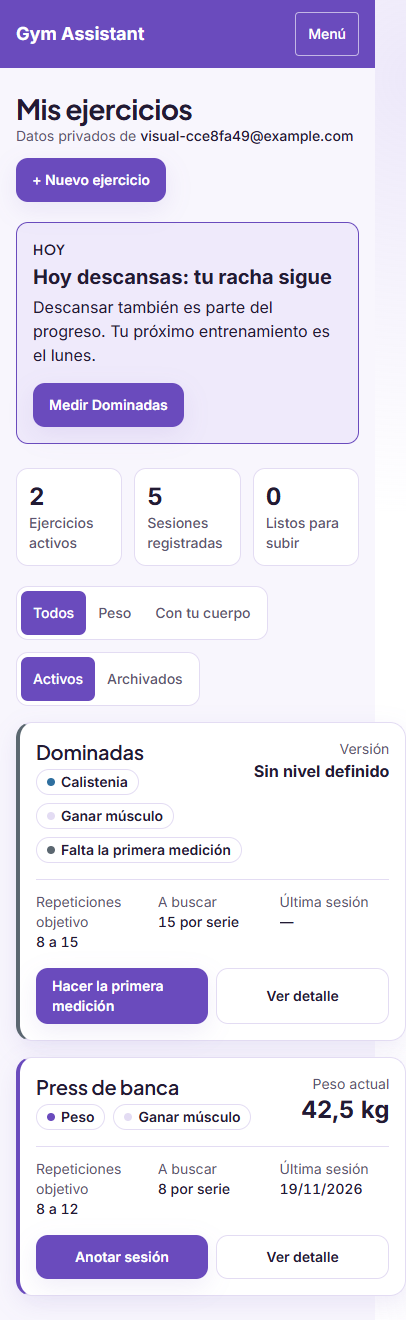 Gym Assistant
Menú
Mis ejercicios
Datos privados de visual-cce8fa49@example.com
+ Nuevo ejercicio
HOY
Hoy descansas: tu racha sigue
Descansar también es parte del
progreso. Tu próximo entrenamiento es
el lunes.
Medir Dominadas
2
Ejercicios
activos
5
Sesiones
registradas
0
Listos para
subir
Todos
Peso
Con tu cuerpo
Activos
Archivados
Dominadas
Versión
Sin nivel definido
Calistenia
Ganar músculo
Falta la primera medición
Repeticiones
objetivo
8 a 15
A buscar
15 por serie
Última sesión
—
Hacer la primera
medición
Ver detalle
Press de banca
Peso actual
42,5 kg
Peso
Ganar músculo
Repeticiones
objetivo
8 a 12
A buscar
8 por serie
Última sesión
19/11/2026
Anotar sesión
Ver detalle